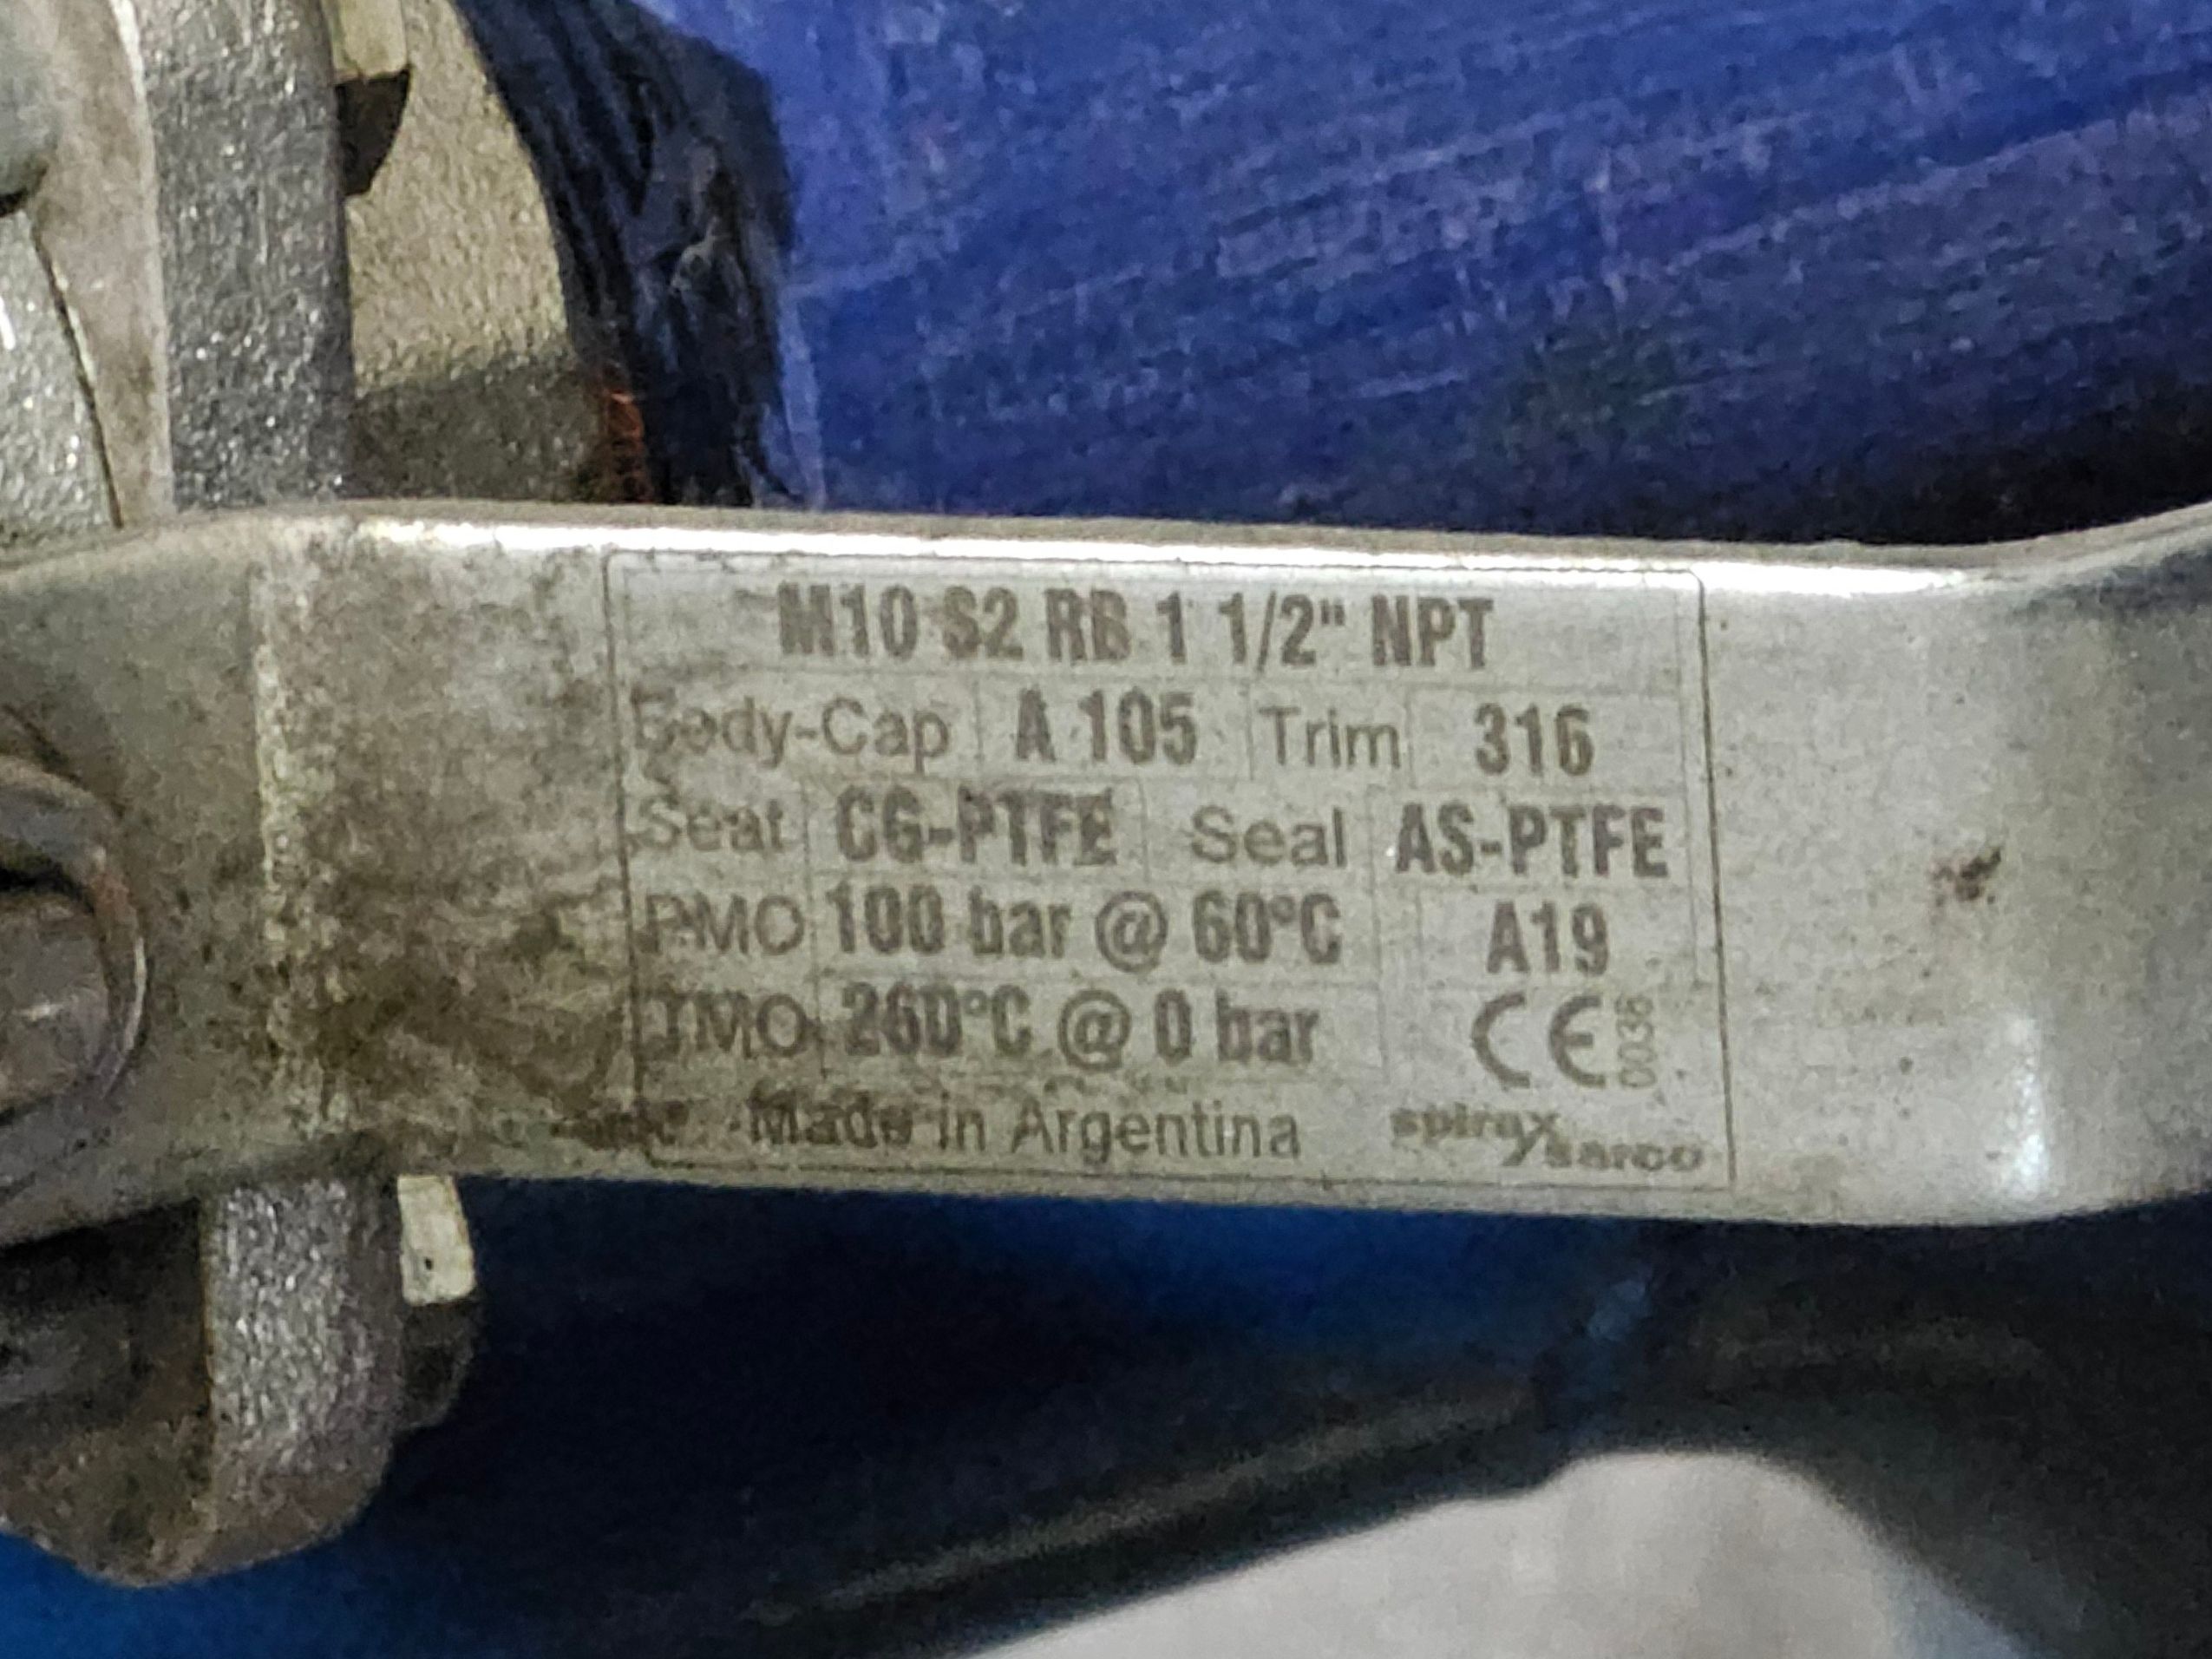 M10 S2 RB 1 1/2" NPT
Body-Cap A 105 Trim 316
Seat CG-PTFE Seal AS-PTFE
PMO 100 bar @ 60°C A19
TMO 260°C @ 0 bar CE 0038
Made in Argentina spirax sarco